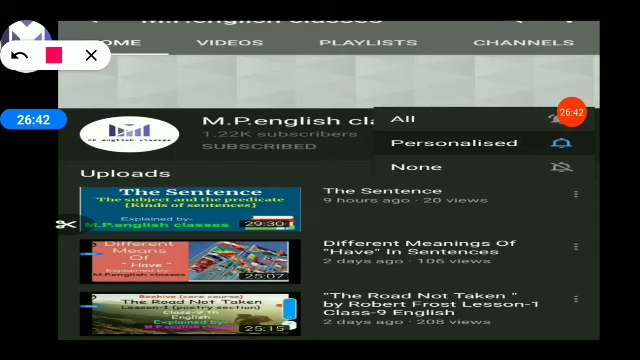 M.P.english classes
HOME VIDEOS PLAYLISTS CHANNELS
26:42
26:42
M.P.english cla
1.22K subscribers
SUBSCRIBED
All
Personalised
None
MP english classes
Uploads
The Sentence
The subject and the predicate
(Kinds of sentences)
Explained by-
M.P.english classes
29:30
The Sentence
9 hours ago · 20 views
Different
Means
Of
"Have"
Explained by
M.P.english classes
25:07
Different Meanings Of
"Have" In Sentences
2 days ago · 106 views
Beehive (core course)
The Road Not Taken
Lesson-1 (poetry section)
English
Explained by
M.P.english classes
25:15
"The Road Not Taken "
by Robert Frost Lesson-1
Class-9 English
2 days ago · 208 views